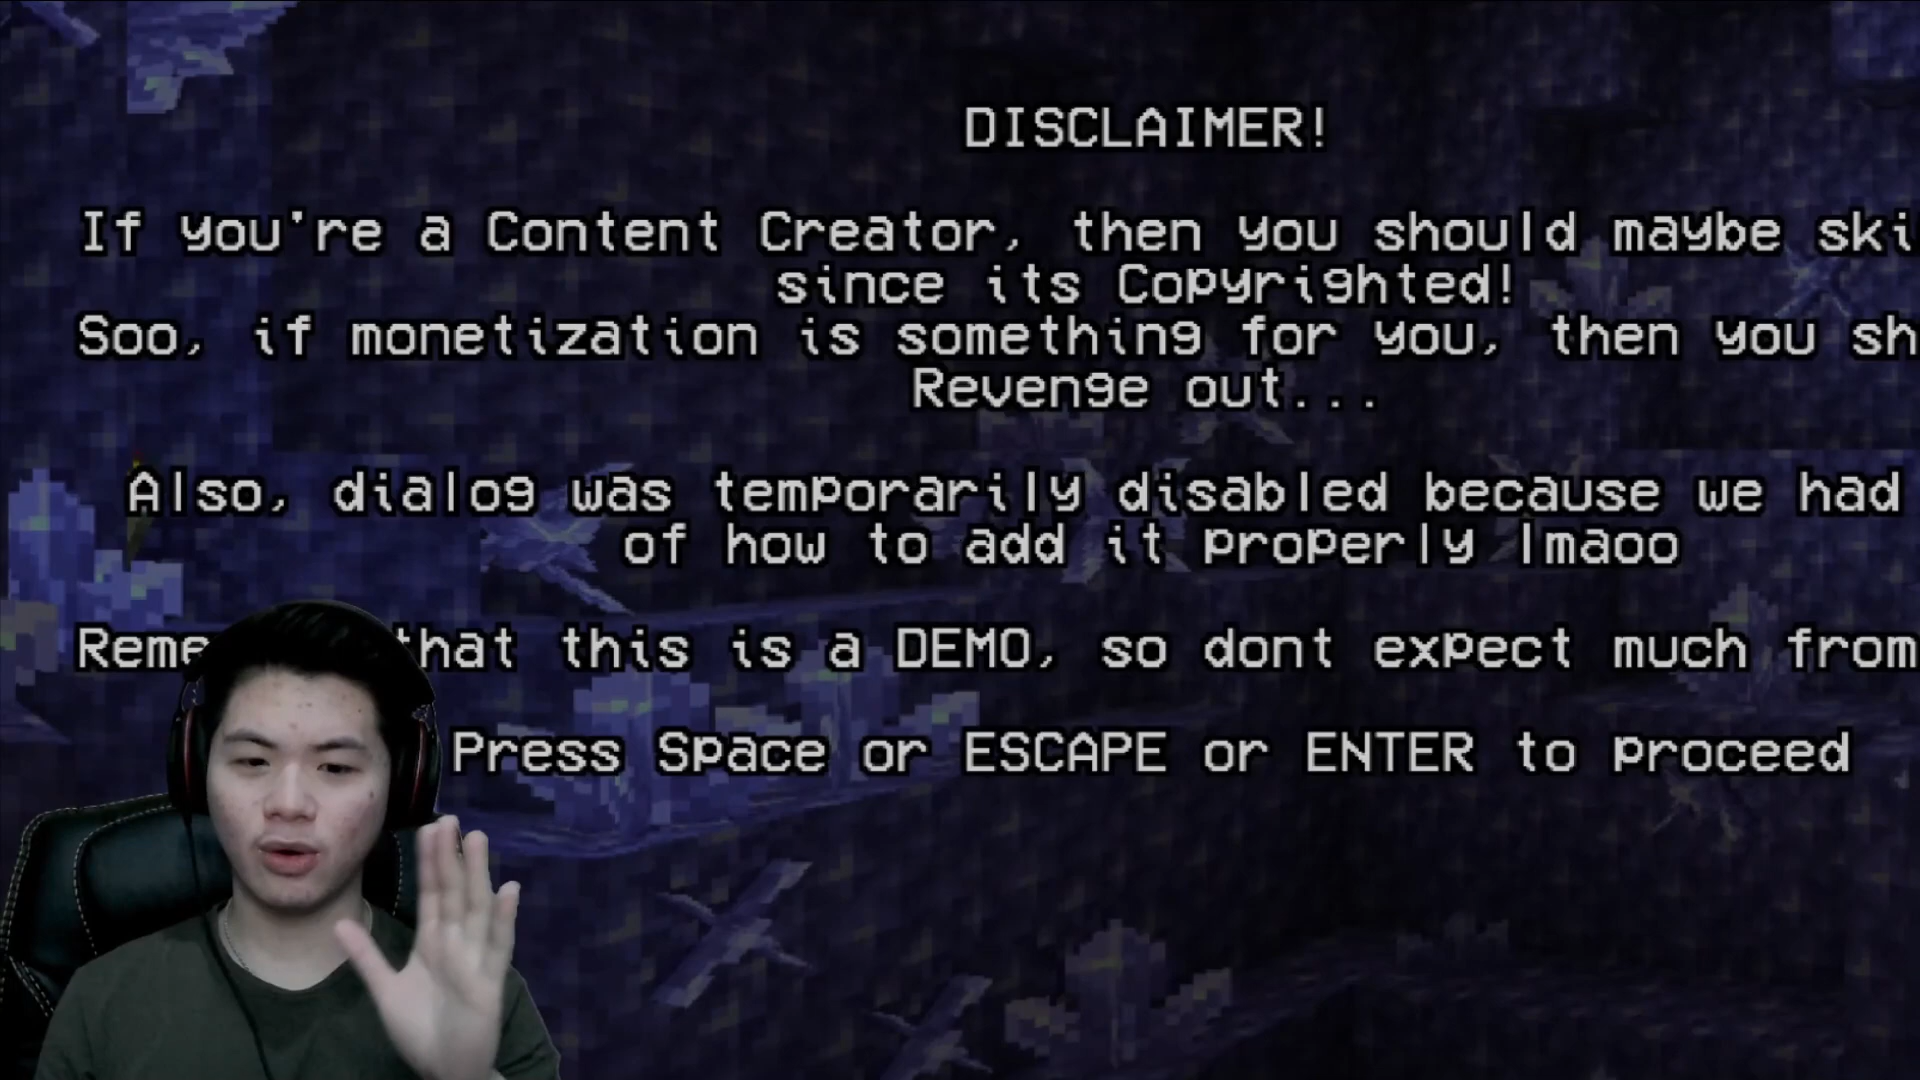 DISCLAIMER!
If you're a Content Creator, then you should maybe ski
since its Copyrighted!
Soo, if monetization is something for you, then you sh
Revenge out...
Also, dialog was temporarily disabled because we had
of how to add it properly lmaoo
Reme that this is a DEMO, so dont expect much from
Press Space or ESCAPE or ENTER to proceed